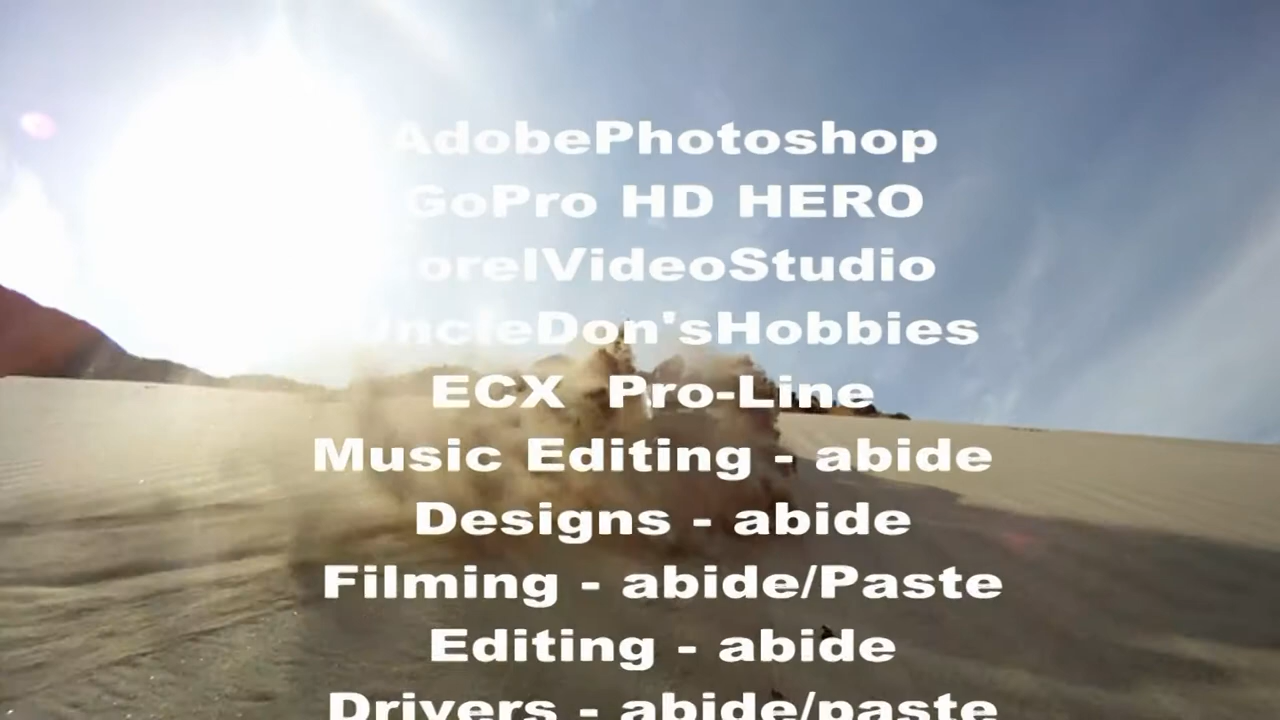 AdobePhotoshop
GoPro HD HERO
CorelVideoStudio
UncleDon'sHobbies
ECX Pro-Line
Music Editing - abide
Designs - abide
Filming - abide/Paste
Editing - abide
Drivers - abide/paste